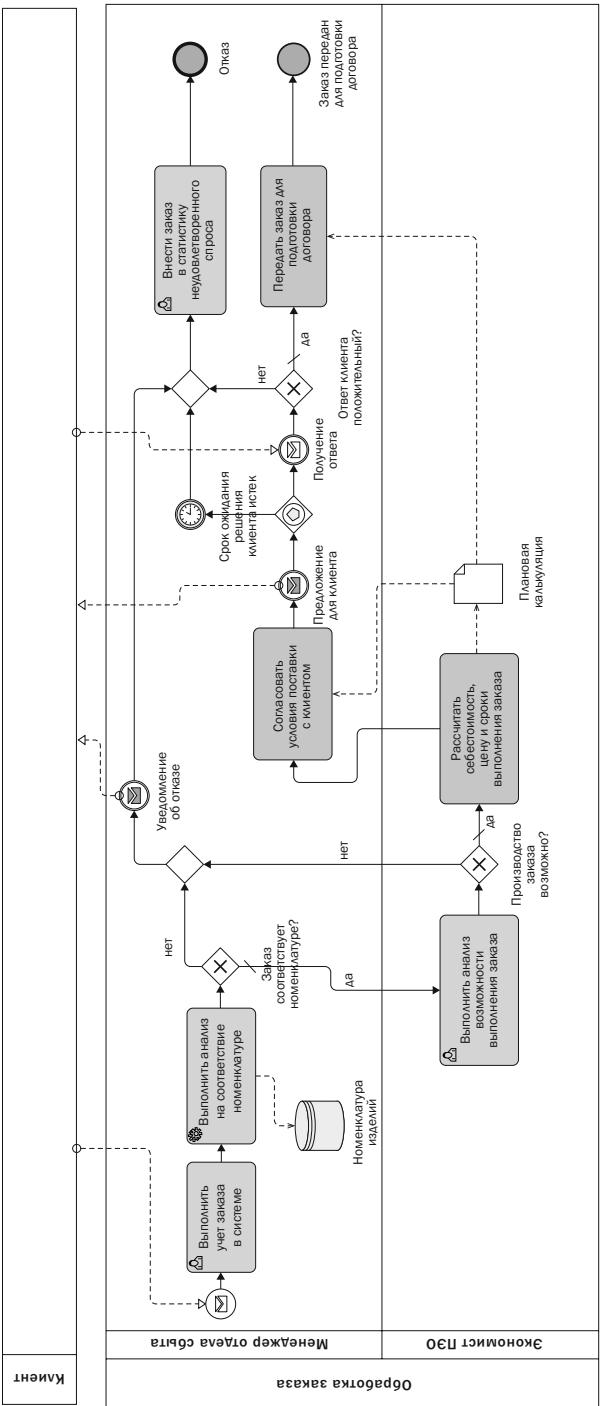 Клиент
Обработка заказа
Менеджер отдела сбыта
Экономист ПЭО
Выполнить
учет заказа
в системе
Выполнить анализ
на соответствие
номенклатуре
Номенклатура
изделий
Заказ
соответствует
номенклатуре?
нет
да
Выполнить анализ
возможности
выполнения заказа
Производство
заказа
возможно?
нет
да
Уведомление
об отказе
Рассчитать
себестоимость,
цену и сроки
выполнения заказа
Плановая
калькуляция
Согласовать
условия поставки
с клиентом
Предложение
для клиента
Срок ожидания
решения
клиента истек
Получение
ответа
Ответ клиента
положительный?
нет
да
Внести заказ
в статистику
неудовлетворенного
спроса
Отказ
Передать заказ для
подготовки
договора
Заказ передан
для подготовки
договора